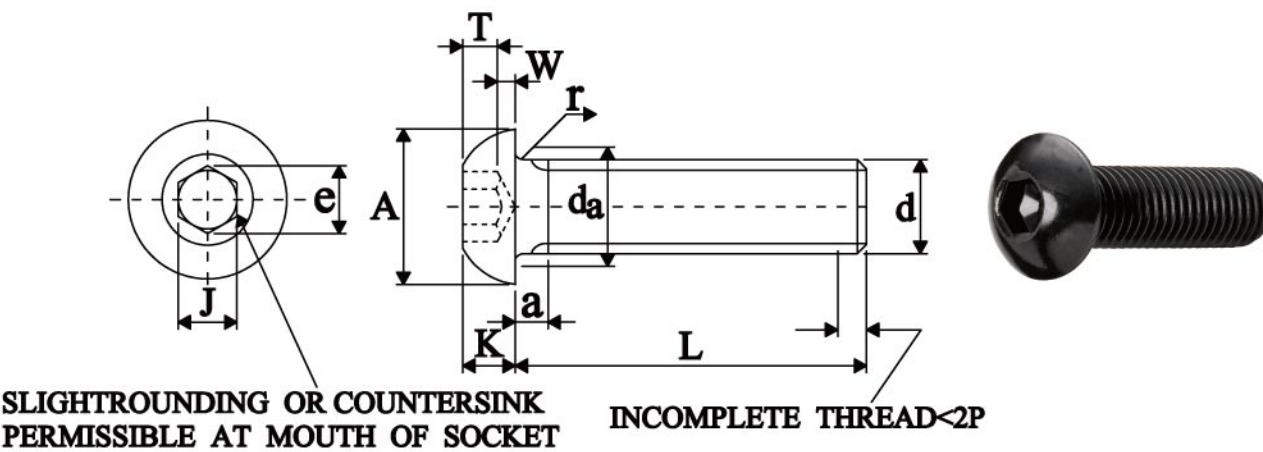 T
W
r
e
A
da
d
J
a
K
L
SLIGHTROUNDING OR COUNTERSINK
PERMISSIBLE AT MOUTH OF SOCKET
INCOMPLETE THREAD<2P